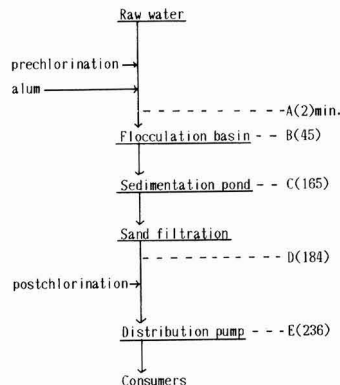 Raw water
prechlorination
alum
A(2)min.
Flocculation basin B(45)
Sedimentation pond C(165)
Sand filtration
D(184)
postchlorination
Distribution pump E(236)
Consumers